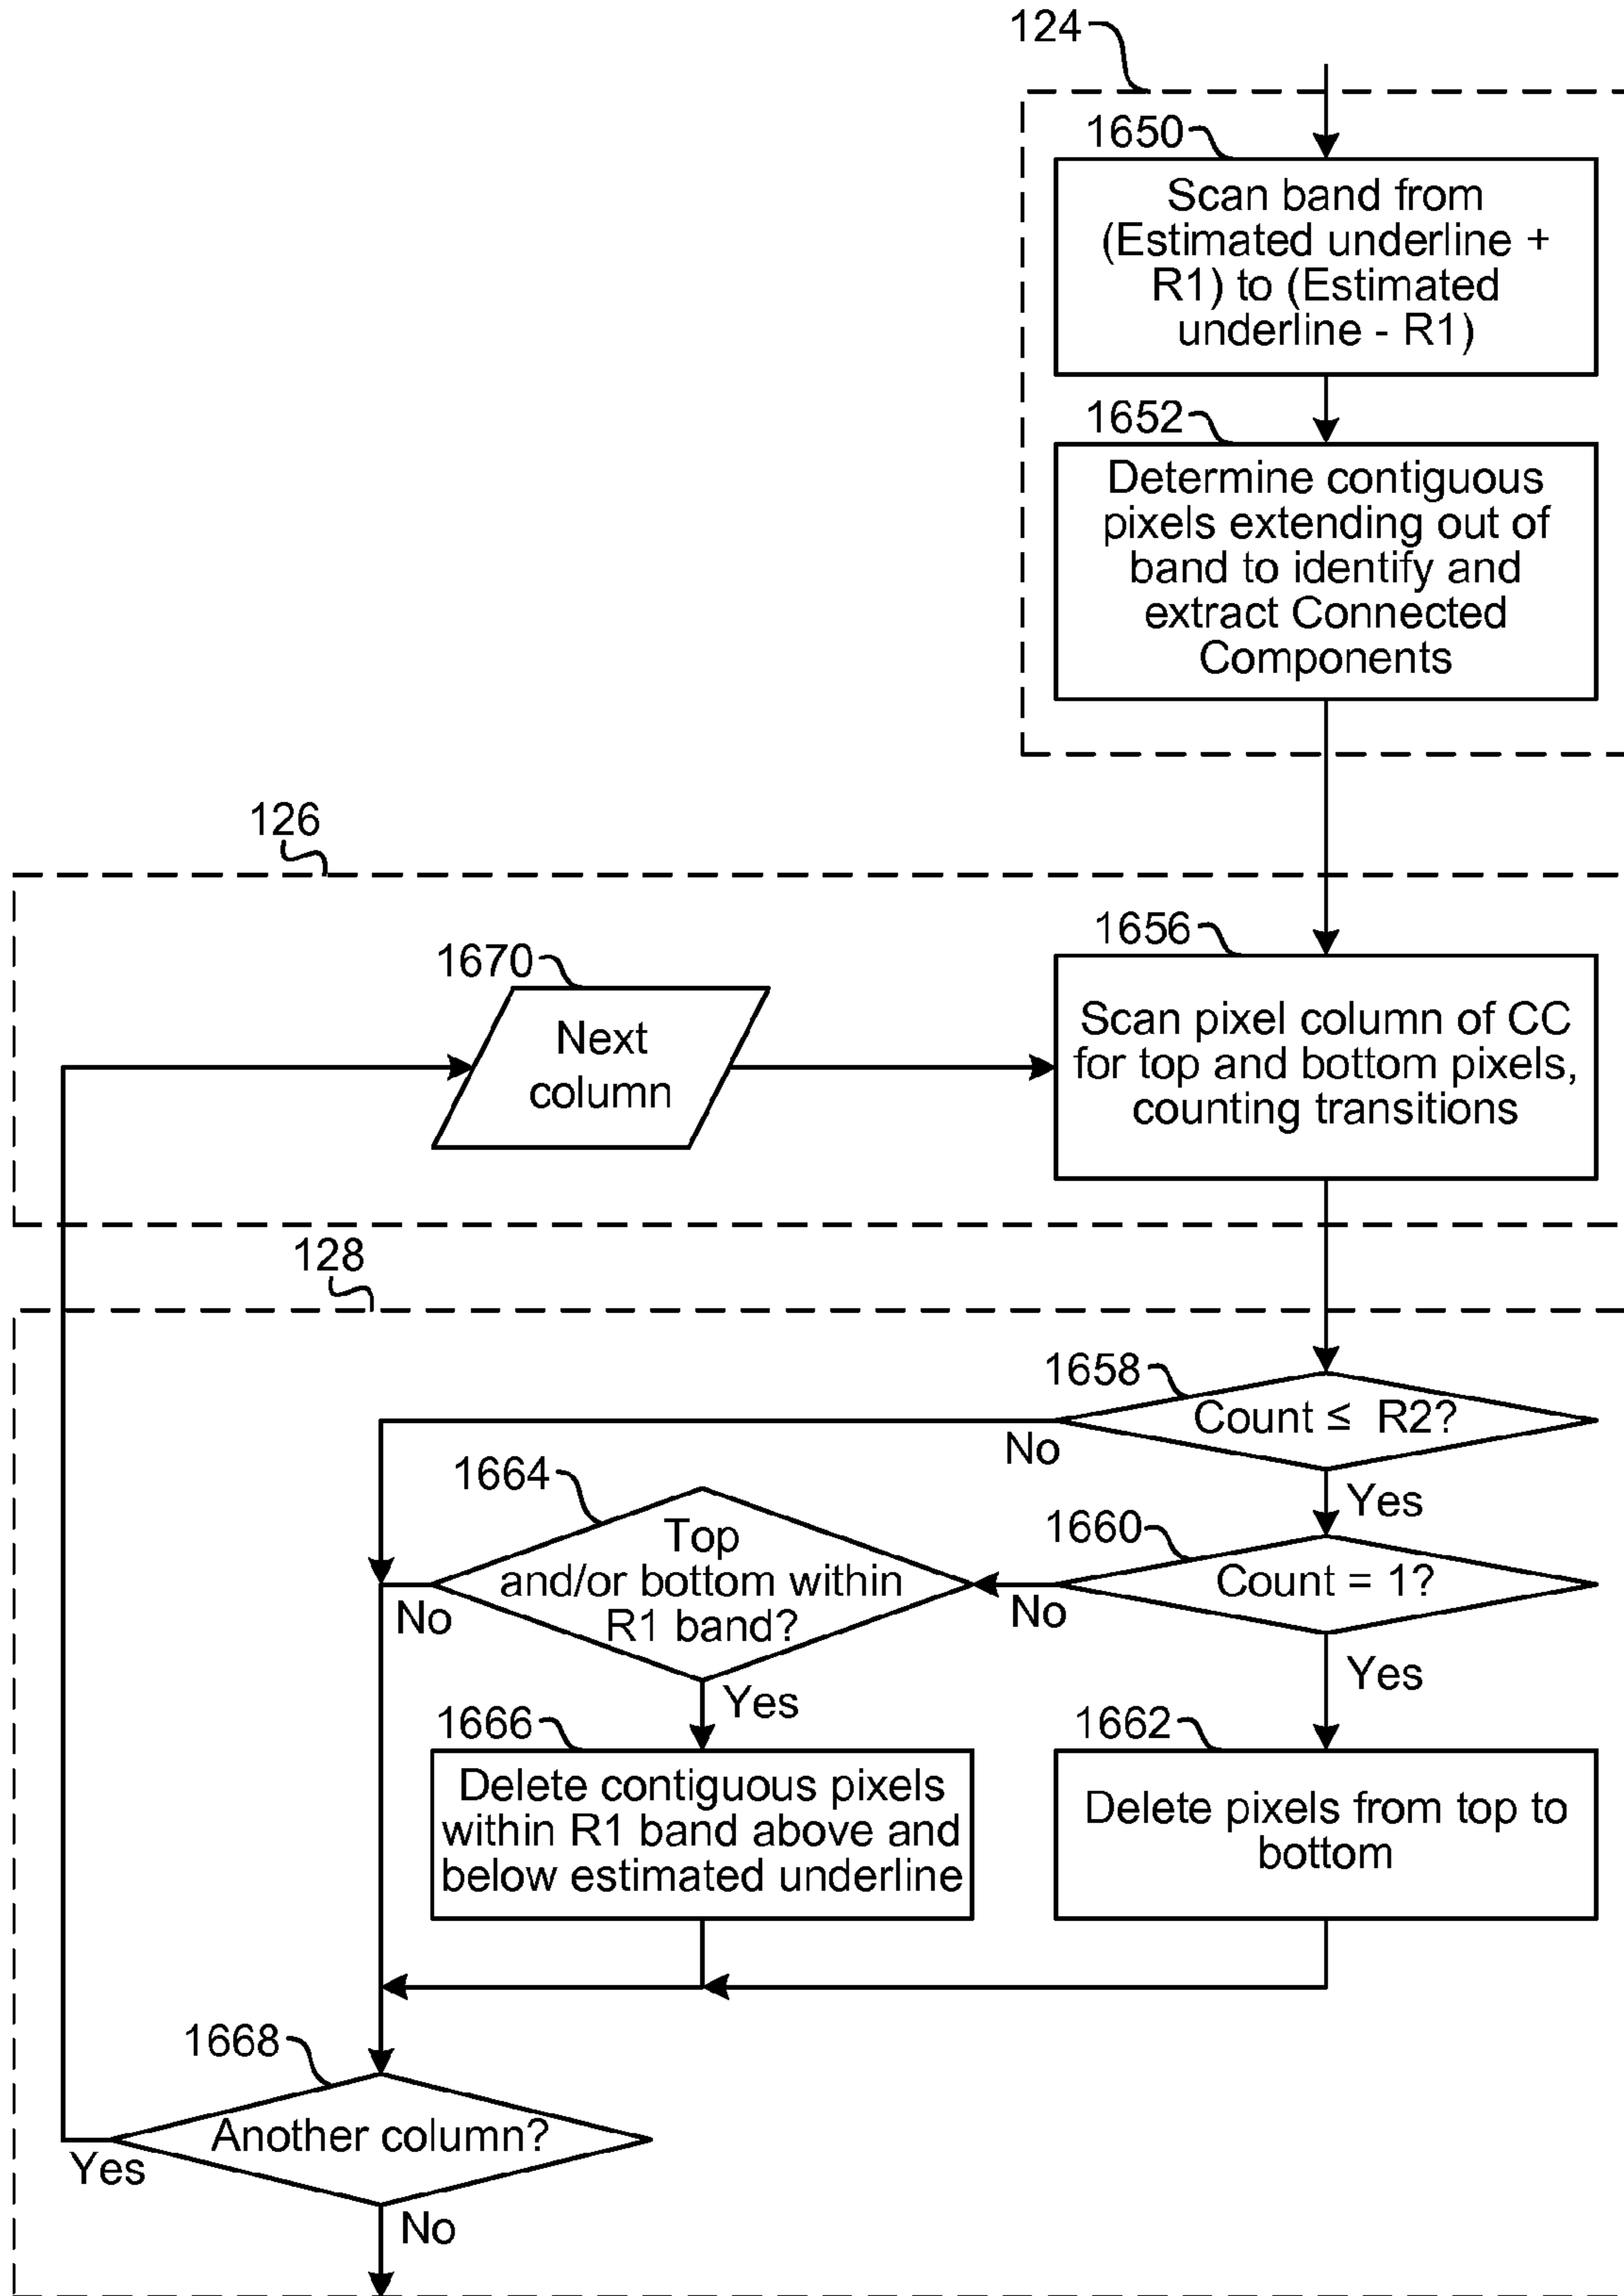 124
1650
Scan band from
(Estimated underline +
R1) to (Estimated
underline - R1)
1652
Determine contiguous
pixels extending out of
band to identify and
extract Connected
Components
126
1656
1670
Next
column
Scan pixel column of CC
for top and bottom pixels,
counting transitions
128
1658
Count ≤ R2?
No
Yes
1664
Top
and/or bottom within
R1 band?
No
Yes
1660
Count = 1?
No
Yes
1666
Delete contiguous pixels
within R1 band above and
below estimated underline
1662
Delete pixels from top to
bottom
1668
Another column?
Yes
No